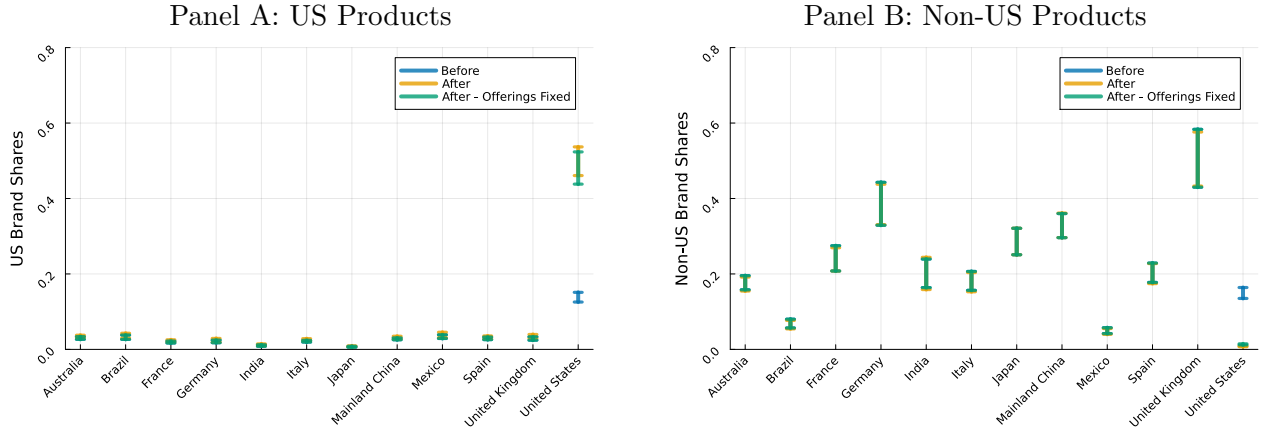 Panel A: US Products
0.8
0.6
0.4
0.2
0.0
US Brand Shares
Before
After
After - Offerings Fixed
Australia
Brazil
France
Germany
India
Italy
Japan
Mainland China
Mexico
Spain
United Kingdom
United States
Panel B: Non-US Products
0.8
0.6
0.4
0.2
0.0
Non-US Brand Shares
Before
After
After - Offerings Fixed
Australia
Brazil
France
Germany
India
Italy
Japan
Mainland China
Mexico
Spain
United Kingdom
United States